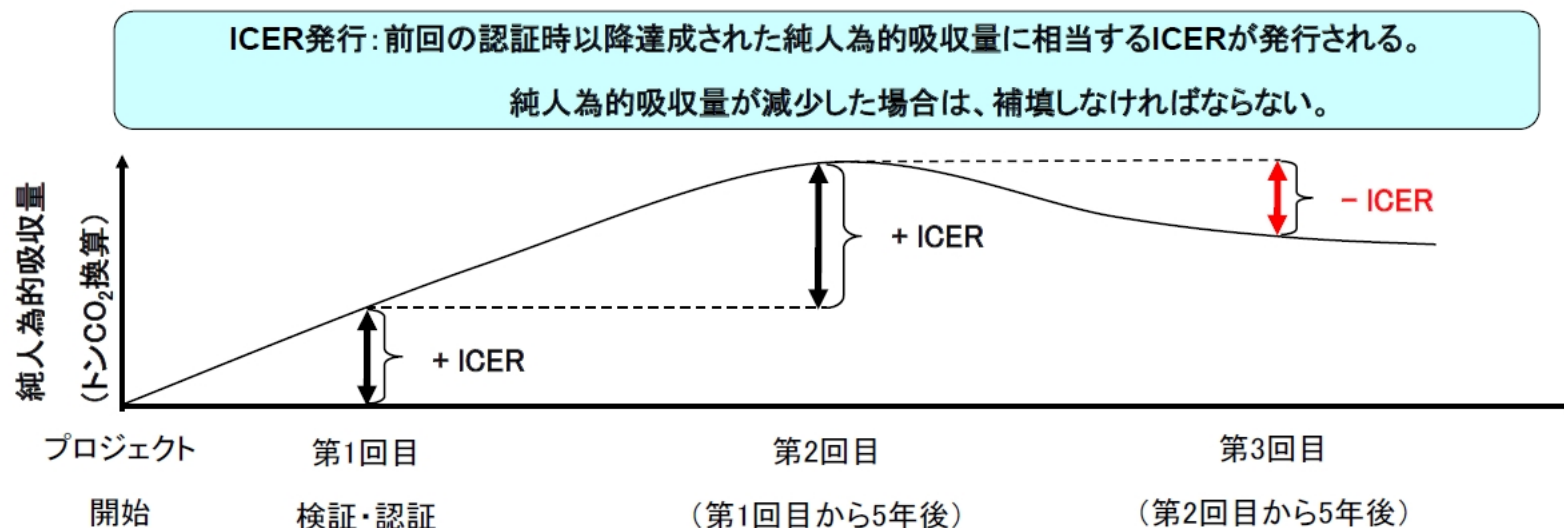 ICER発行：前回の認証時以降達成された純人為的吸収量に相当するICERが発行される。
純人為的吸収量が減少した場合は、補填しなければならない。
純人為的吸収量
（トンCO₂換算）
+ ICER
+ ICER
− ICER
プロジェクト
開始
第1回目
検証・認証
第2回目
（第1回目から5年後）
第3回目
（第2回目から5年後）